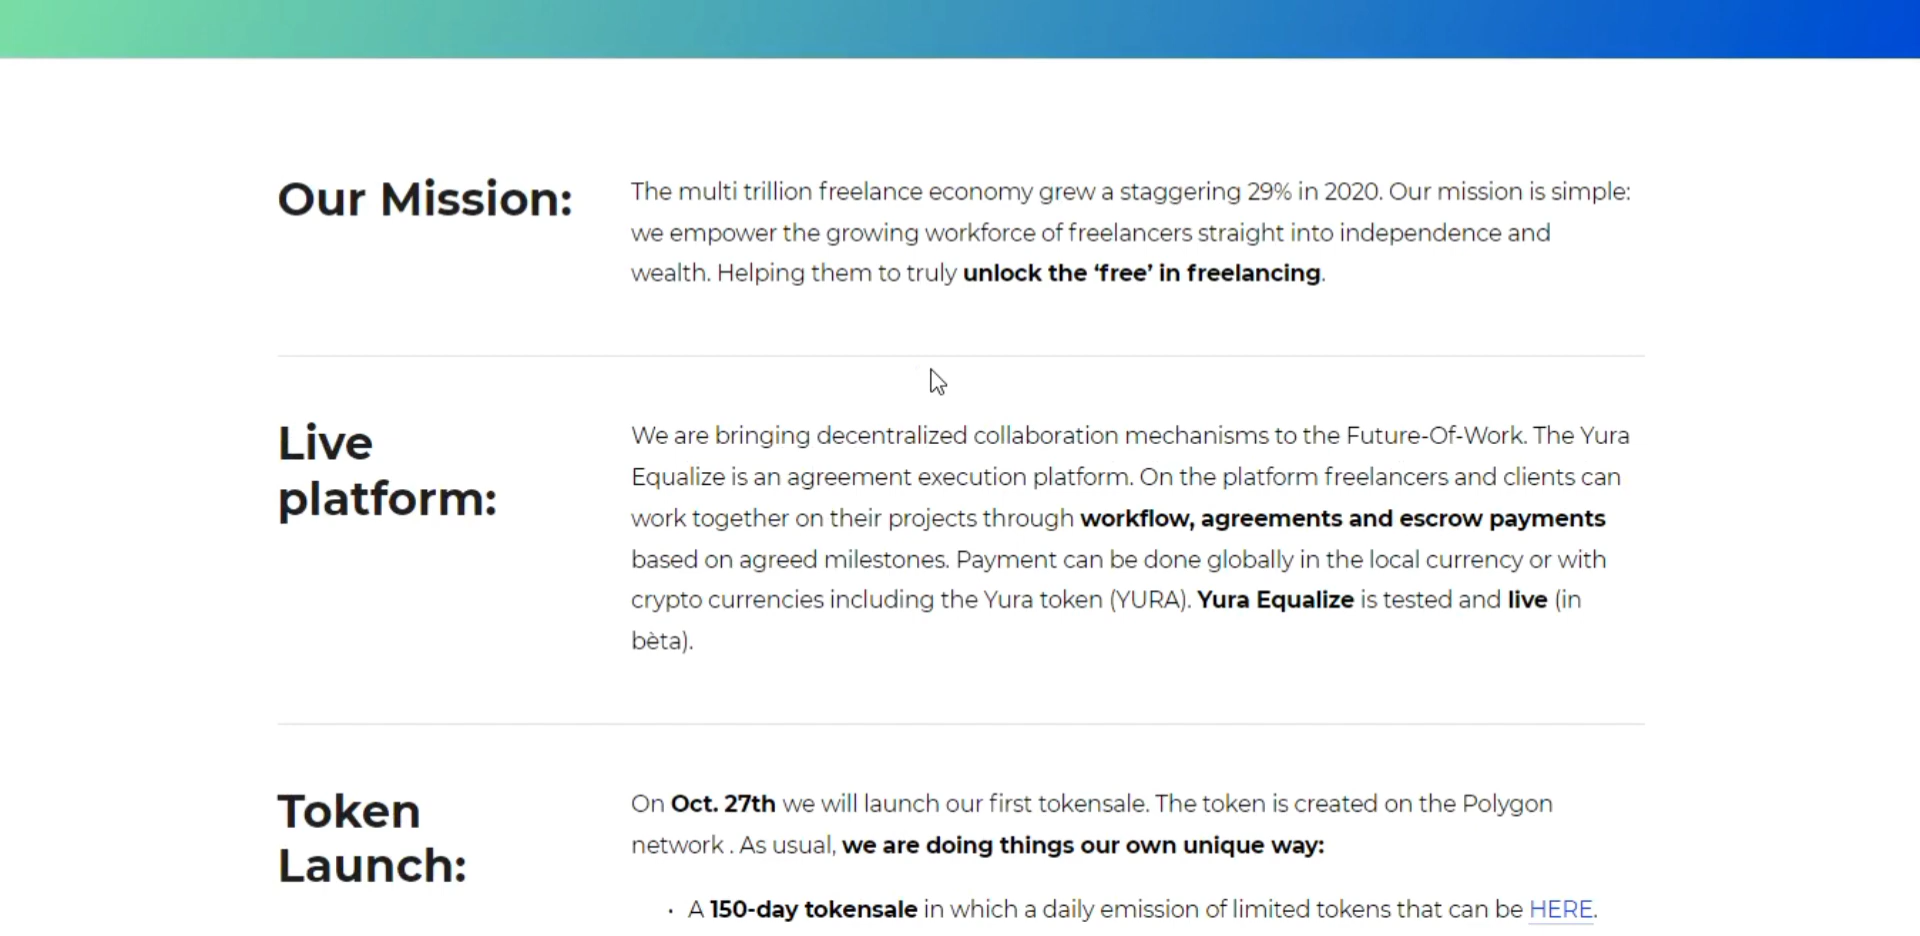 Our Mission:
The multi trillion freelance economy grew a staggering 29% in 2020. Our mission is simple:
we empower the growing workforce of freelancers straight into independence and
wealth. Helping them to truly unlock the ‘free’ in freelancing.
Live
platform:
We are bringing decentralized collaboration mechanisms to the Future-Of-Work. The Yura
Equalize is an agreement execution platform. On the platform freelancers and clients can
work together on their projects through workflow, agreements and escrow payments
based on agreed milestones. Payment can be done globally in the local currency or with
crypto currencies including the Yura token (YURA). Yura Equalize is tested and live (in
bèta).
Token
Launch:
On Oct. 27th we will launch our first tokensale. The token is created on the Polygon
network . As usual, we are doing things our own unique way:
· A 150-day tokensale in which a daily emission of limited tokens that can be HERE.